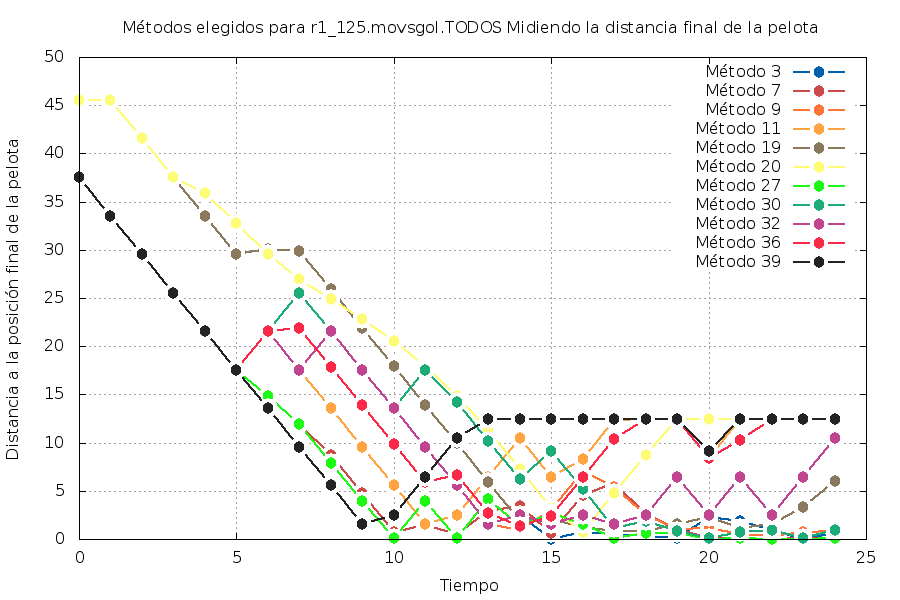 Métodos elegidos para r1_125.movsgol.TODOS Midiendo la distancia final de la pelota
Distancia a la posición final de la pelota
50
45
40
35
30
25
20
15
10
5
0
Método 3
Método 7
Método 9
Método 11
Método 19
Método 20
Método 27
Método 30
Método 32
Método 36
Método 39
0 5 10 15 20 25
Tiempo